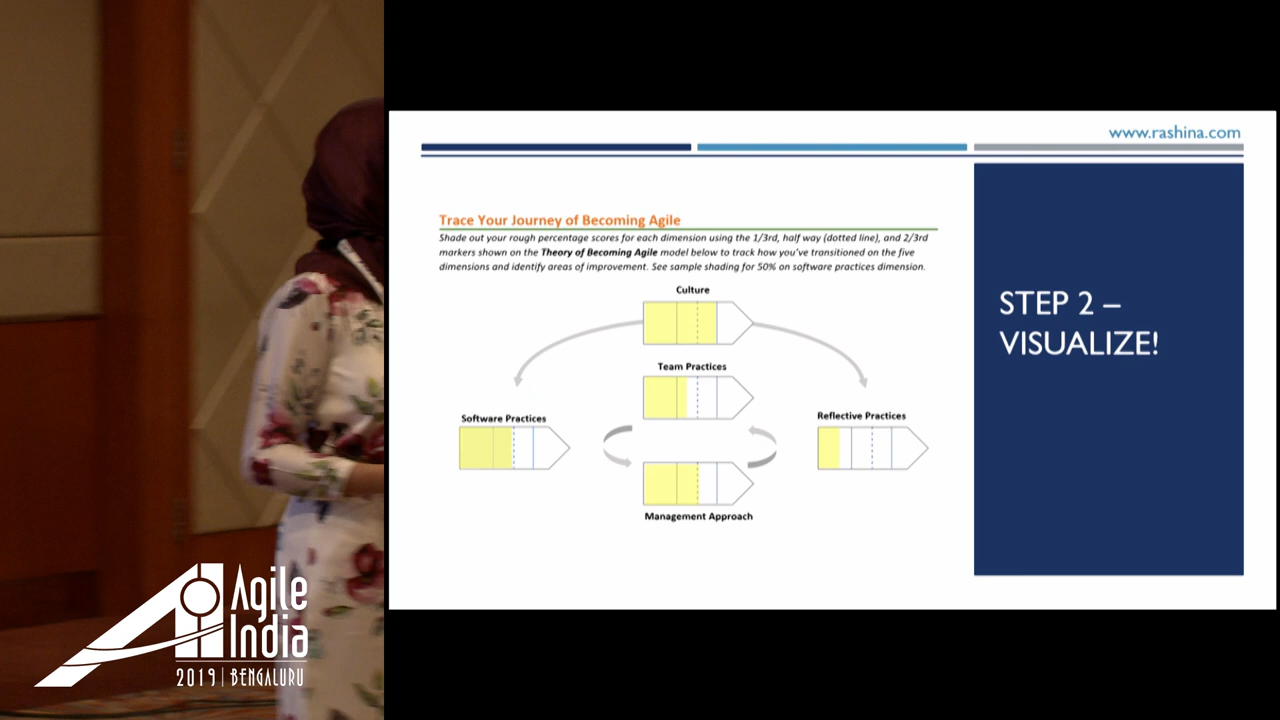 www.rashina.com
Trace Your Journey of Becoming Agile
Shade out your rough percentage scores for each dimension using the 1/3rd, half way (dotted line), and 2/3rd
markers shown on the Theory of Becoming Agile model below to track how you've transitioned on the five
dimensions and identify areas of improvement. See sample shading for 50% on software practices dimension.
Culture
Team Practices
Software Practices
Reflective Practices
Management Approach
STEP 2 –
VISUALIZE!
Agile
India
2019 | BENGALURU